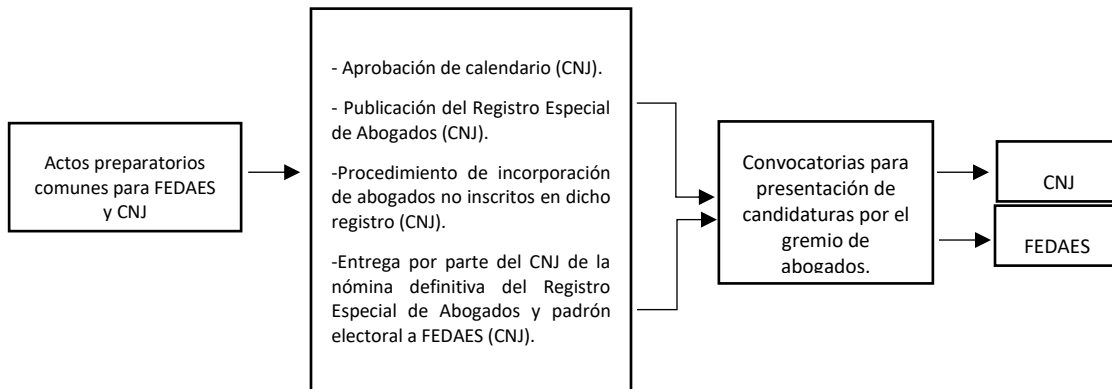 Actos preparatorios
comunes para FEDAES
y CNJ
- Aprobación de calendario (CNJ).
- Publicación del Registro Especial
de Abogados (CNJ).
-Procedimiento de incorporación
de abogados no inscritos en dicho
registro (CNJ).
-Entrega por parte del CNJ de la
nómina definitiva del Registro
Especial de Abogados y padrón
electoral a FEDAES (CNJ).
Convocatorias para
presentación de
candidaturas por el
gremio de
abogados.
CNJ
FEDAES